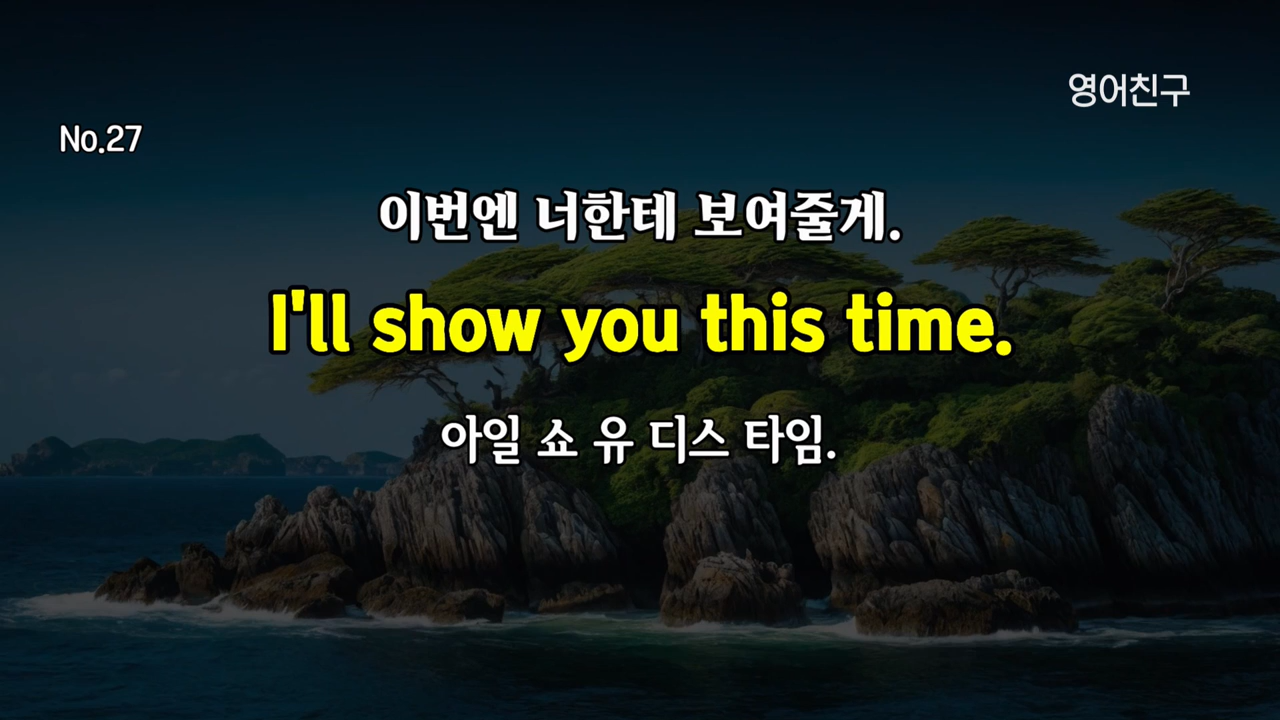 영어친구
No.27
이번엔 너한테 보여줄게.
I'll show you this time.
아일 쇼 유 디스 타임.